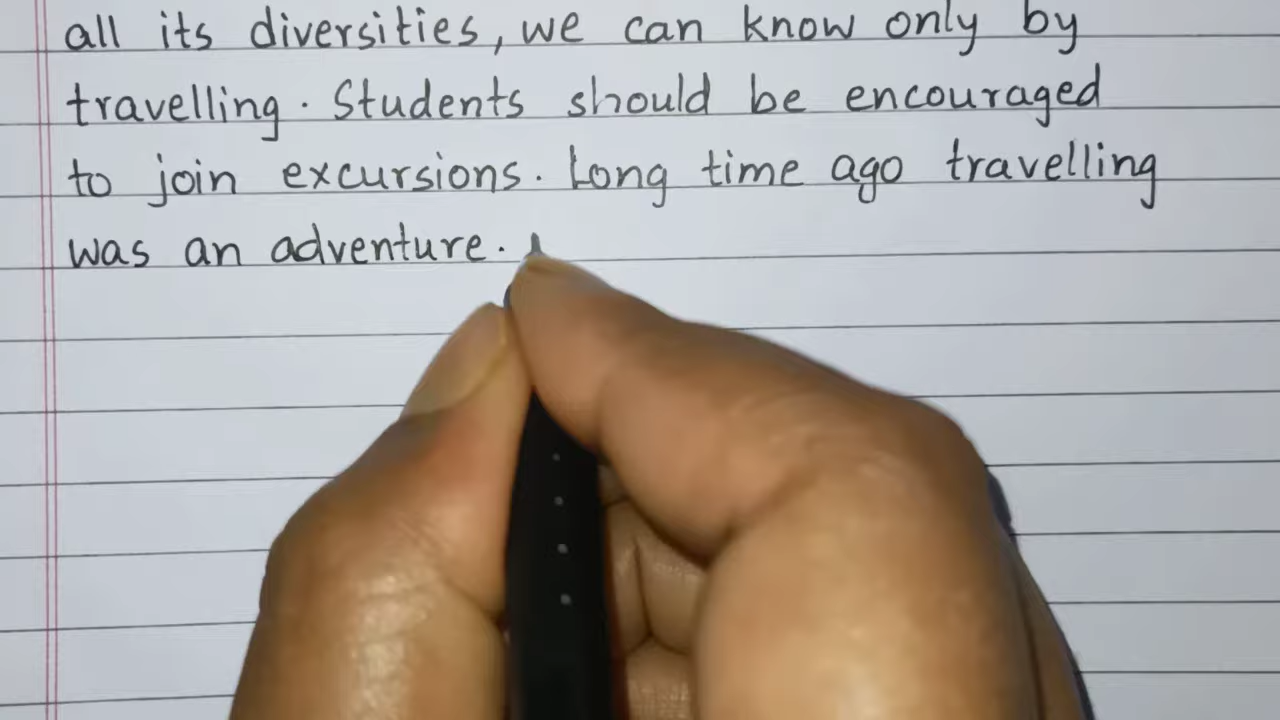 all its diversities, we can know only by
travelling. Students should be encouraged
to join excursions. Long time ago travelling
was an adventure.